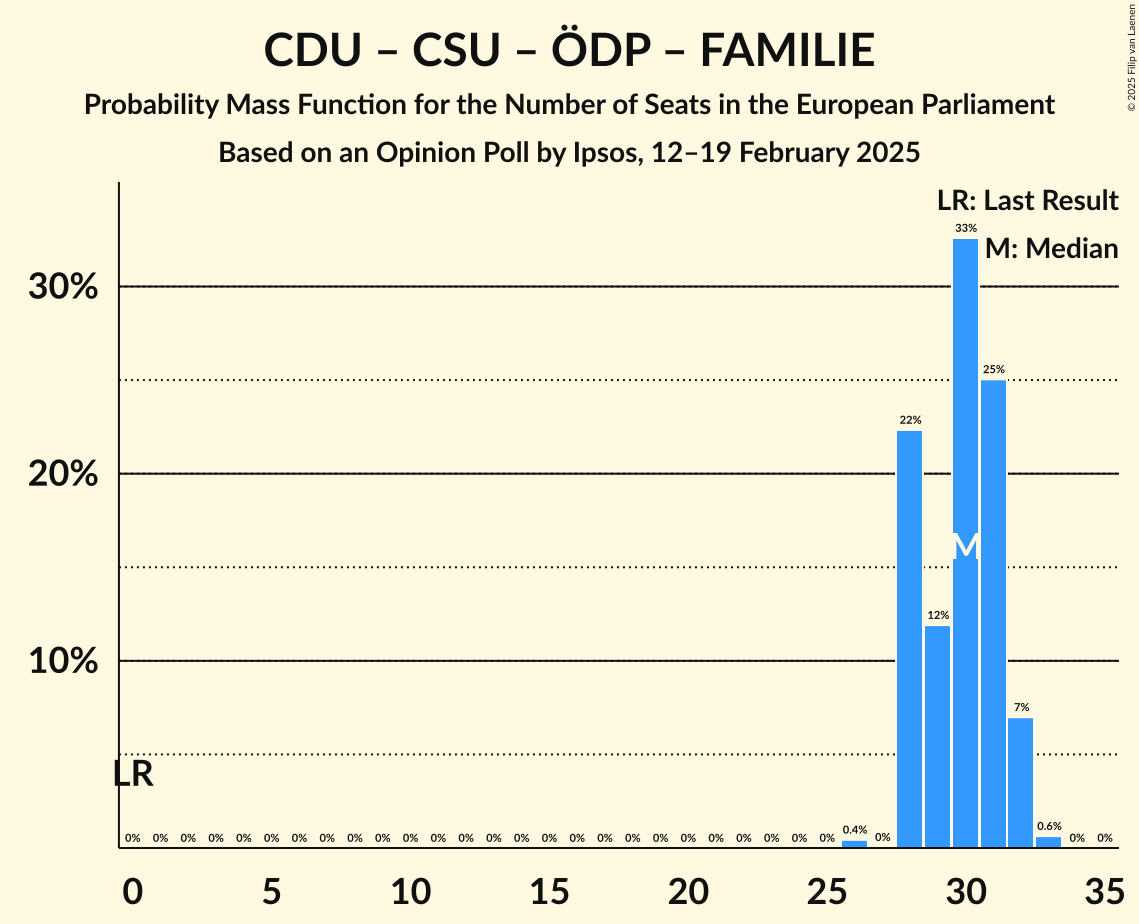 CDU – CSU – ÖDP – FAMILIE
Probability Mass Function for the Number of Seats in the European Parliament
Based on an Opinion Poll by Ipsos, 12–19 February 2025
© 2025 Filip van Laenen
LR: Last Result
M: Median
33%
30%
25%
22%
20%
M
12%
10%
7%
LR
0% 0% 0% 0% 0% 0% 0% 0% 0% 0% 0% 0% 0% 0% 0% 0% 0% 0% 0% 0% 0% 0% 0% 0% 0% 0% 0.4% 0% 0.6% 0% 0%
0 5 10 15 20 25 30 35